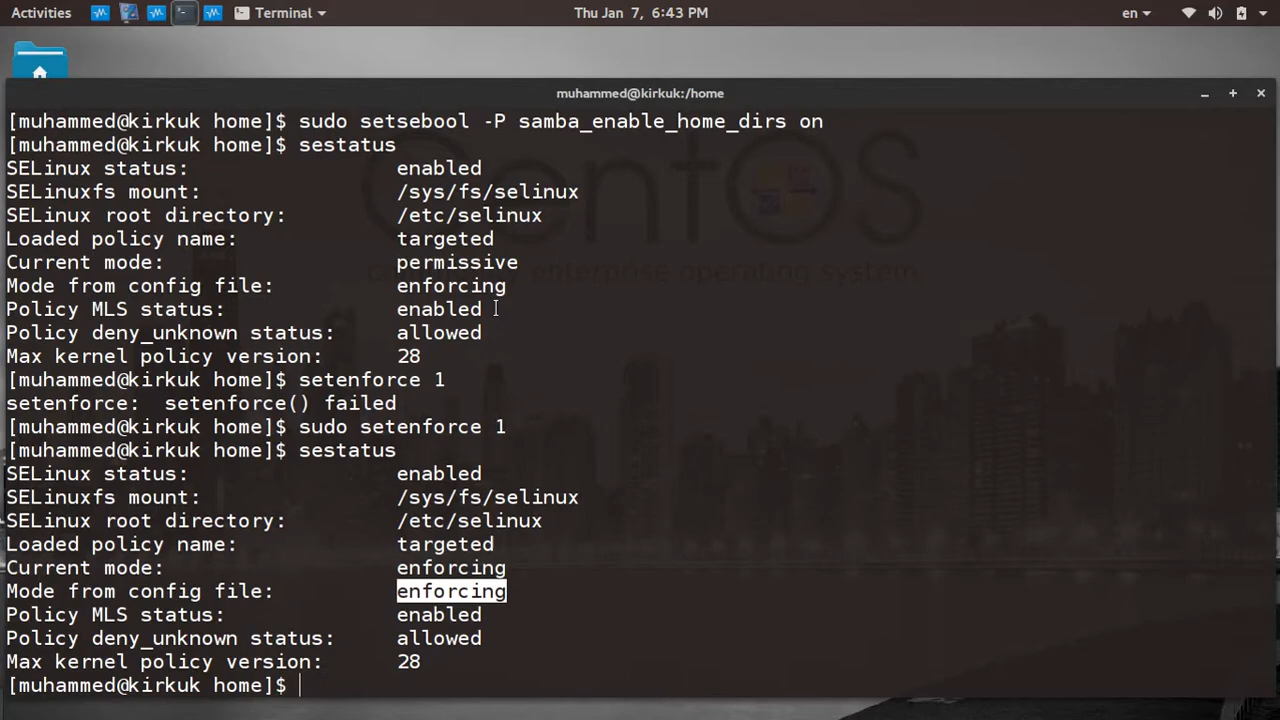 Activities
Terminal
Thu Jan 7, 6:43 PM
en
muhammed@kirkuk:/home
[muhammed@kirkuk home]$ sudo setsebool -P samba_enable_home_dirs on
[muhammed@kirkuk home]$ sestatus
SELinux status: enabled
SELinuxfs mount: /sys/fs/selinux
SELinux root directory: /etc/selinux
Loaded policy name: targeted
Current mode: permissive
Mode from config file: enforcing
Policy MLS status: enabled
Policy deny_unknown status: allowed
Max kernel policy version: 28
[muhammed@kirkuk home]$ setenforce 1
setenforce:  setenforce() failed
[muhammed@kirkuk home]$ sudo setenforce 1
[muhammed@kirkuk home]$ sestatus
SELinux status: enabled
SELinuxfs mount: /sys/fs/selinux
SELinux root directory: /etc/selinux
Loaded policy name: targeted
Current mode: enforcing
Mode from config file: enforcing
Policy MLS status: enabled
Policy deny_unknown status: allowed
Max kernel policy version: 28
[muhammed@kirkuk home]$
CentOS
community enterprise operating system